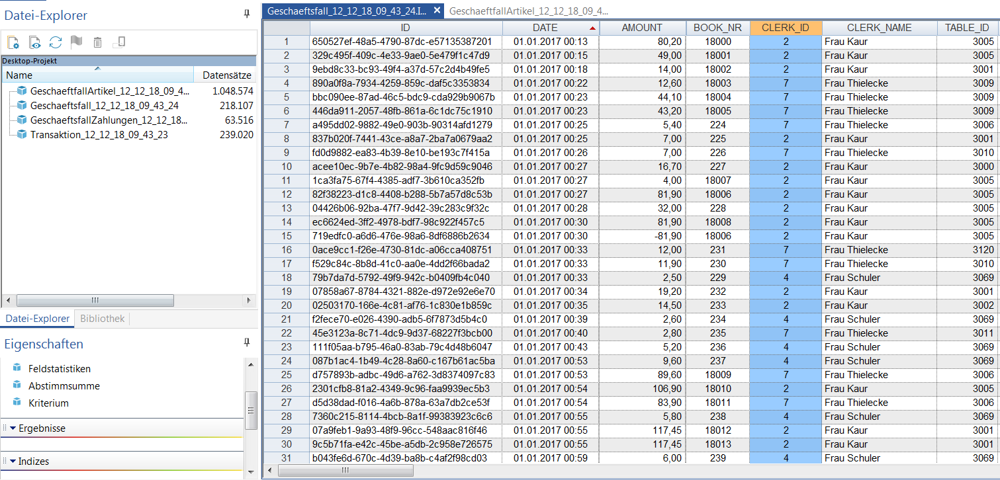 Datei-Explorer
Desktop-Projekt
Name Datensätze
GeschaeftfallArtikel_12_12_18_09_4... 1.048.574
Geschaeftsfall_12_12_18_09_43_24 218.107
GeschaeftsfallZahlungen_12_12_18... 63.516
Transaktion_12_12_18_09_43_23 239.020
Datei-Explorer Bibliothek
Eigenschaften
Feldstatistiken
Abstimmsumme
Kriterium
Ergebnisse
Indizes
Geschaeftsfall_12_12_18_09_43_24.I... GeschaeftfallArtikel_12_12_18_09_4...
ID DATE AMOUNT BOOK_NR CLERK_ID CLERK_NAME TABLE_ID
1 650527ef-48a5-4790-87dc-e57135387201 01.01.2017 00:13 80,20 18000 2 Frau Kaur 3005
2 329c495f-409c-4e33-9ae0-5e479f1c47d9 01.01.2017 00:15 49,00 18001 2 Frau Kaur 3005
3 9ebd8c33-bc93-49f4-a37d-57c2d4b49fe5 01.01.2017 00:18 14,00 18002 2 Frau Kaur 3001
4 890a0f8a-7934-4259-859c-daf5c3353834 01.01.2017 00:22 12,60 18003 7 Frau Thielecke 3009
5 bbc090ee-87ad-46c5-bdc9-cda929b9067b 01.01.2017 00:23 44,10 18004 7 Frau Thielecke 3009
6 446da911-2057-48fb-861a-6c1dc75c1910 01.01.2017 00:23 43,20 18005 7 Frau Thielecke 3009
7 a495dd02-9882-49e0-903b-90314afd1279 01.01.2017 00:25 5,40 224 7 Frau Thielecke 3006
8 837b020f-7441-43ce-a8a7-2ba7a0679aa2 01.01.2017 00:25 7,00 225 2 Frau Kaur 3001
9 fd0d9882-ea83-4b39-8e10-be193c7f415a 01.01.2017 00:26 7,00 226 7 Frau Thielecke 3010
10 acee10ec-9b7e-4b82-98a4-9fc9d59c9046 01.01.2017 00:27 16,70 227 2 Frau Kaur 3000
11 1ca3fa75-67f4-4385-adf7-3b610ca352fb 01.01.2017 00:27 4,00 18007 2 Frau Kaur 3005
12 82f38223-d1c8-4408-b288-5b7a57d8c53b 01.01.2017 00:27 81,90 18006 2 Frau Kaur 3005
13 04426b06-92ba-47f7-9d42-39c283c9f32c 01.01.2017 00:28 32,00 228 2 Frau Kaur 3005
14 ec6624ed-3ff2-4978-bdf7-98c922f457c5 01.01.2017 00:30 81,90 18008 2 Frau Kaur 3005
15 719edfc0-a6d6-476e-98a6-8df6886b2634 01.01.2017 00:30 -81,90 18006 2 Frau Kaur 3005
16 0ace9cc1-f26e-4730-81dc-a06cca408751 01.01.2017 00:33 12,00 231 7 Frau Thielecke 3120
17 f529c84c-8b8d-41c0-aa0e-4dd2f66bada2 01.01.2017 00:33 11,90 230 7 Frau Thielecke 3010
18 79b7da7d-5792-49f9-942c-b0409fb4c040 01.01.2017 00:33 2,50 229 4 Frau Schuler 3069
19 07858a67-8784-4321-882e-d972e92e6e70 01.01.2017 00:34 19,20 232 2 Frau Kaur 3001
20 02503170-166e-4c81-af76-1c830e1b859c 01.01.2017 00:35 14,50 233 2 Frau Kaur 3002
21 f2fece70-e026-4390-adb5-6f7873d5b4c0 01.01.2017 00:39 2,60 234 4 Frau Schuler 3069
22 45e3123a-8c71-4dc9-9d37-68227f3bcb00 01.01.2017 00:40 2,80 235 7 Frau Thielecke 3011
23 111f05aa-b795-46a0-83ab-79c4d48b6047 01.01.2017 00:43 5,20 236 4 Frau Schuler 3069
24 087b1ac4-1b49-4c28-8a60-c167b61ac5ba 01.01.2017 00:53 9,60 237 4 Frau Schuler 3069
25 d757893b-adbc-49d6-a762-3d8374097c83 01.01.2017 00:53 89,60 18009 7 Frau Thielecke 3006
26 2301cfb8-81a2-4349-9c96-faa9939ec5b3 01.01.2017 00:54 106,90 18010 2 Frau Kaur 3005
27 d5d38dad-f016-4a6b-878a-63a7db2ce53f 01.01.2017 00:54 83,90 18011 7 Frau Thielecke 3006
28 7360c215-8114-4bcb-8a1f-99383923c6c6 01.01.2017 00:55 5,80 238 4 Frau Schuler 3069
29 07a9feb1-9a93-48f9-96cc-548aac816f46 01.01.2017 00:55 117,45 18012 2 Frau Kaur 3001
30 9c5b71fa-e42c-45be-a5db-2c958e726575 01.01.2017 00:55 117,45 18013 2 Frau Kaur 3001
31 b043fe6d-670c-4d39-ba8b-c4af2f98cd03 01.01.2017 00:59 6,00 239 4 Frau Schuler 3069